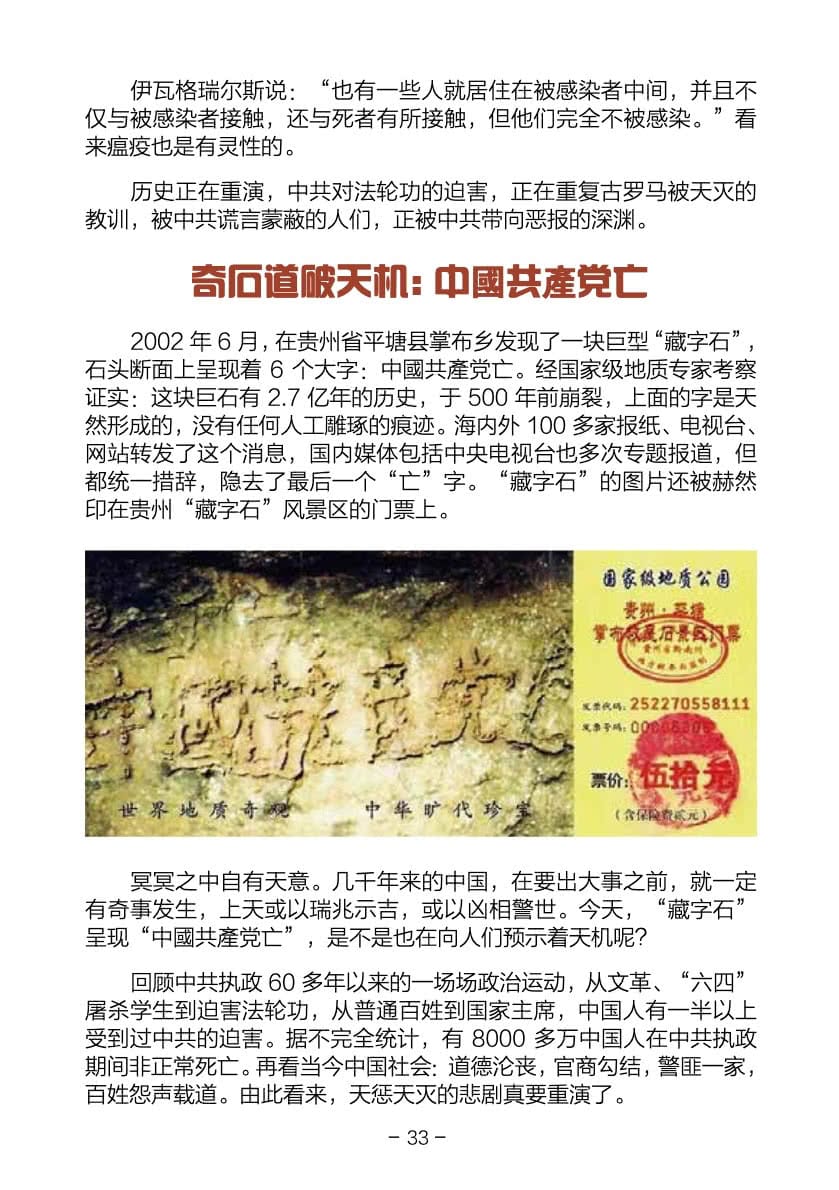 伊瓦格瑞尔斯说：“也有一些人就居住在被感染者中间，并且不
仅与被感染者接触，还与死者有所接触，但他们完全不被感染。”看
来瘟疫也是有灵性的。
历史正在重演，中共对法轮功的迫害，正在重复古罗马被天灭的
教训，被中共谎言蒙蔽的人们，正被中共带向恶报的深渊。
奇石道破天机：中國共產党亡
2002 年 6 月，在贵州省平塘县掌布乡发现了一块巨型“藏字石”，
石头断面上呈现着 6 个大字：中國共產党亡。经国家级地质专家考察
证实：这块巨石有 2.7 亿年的历史，于 500 年前崩裂，上面的字是天
然形成的，没有任何人工雕琢的痕迹。海内外 100 多家报纸、电视台、
网站转发了这个消息，国内媒体包括中央电视台也多次专题报道，但
都统一措辞，隐去了最后一个“亡”字。“藏字石”的图片还被赫然
印在贵州“藏字石”风景区的门票上。
中国共產党亡
世界地质奇观 中华旷代珍宝
国家级地质公园
贵州·平塘
掌布 景区门票
发票代码：252270558111
发票号码：
票价：伍拾元
（含保险费贰元）
冥冥之中自有天意。几千年来的中国，在要出大事之前，就一定
有奇事发生，上天或以瑞兆示吉，或以凶相警世。今天，“藏字石”
呈现“中國共產党亡”，是不是也在向人们预示着天机呢？
回顾中共执政 60 多年以来的一场场政治运动，从文革、“六四”
屠杀学生到迫害法轮功，从普通百姓到国家主席，中国人有一半以上
受到过中共的迫害。据不完全统计，有 8000 多万中国人在中共执政
期间非正常死亡。再看当今中国社会：道德沦丧，官商勾结，警匪一家，
百姓怨声载道。由此看来，天惩天灭的悲剧真要重演了。
- 33 -